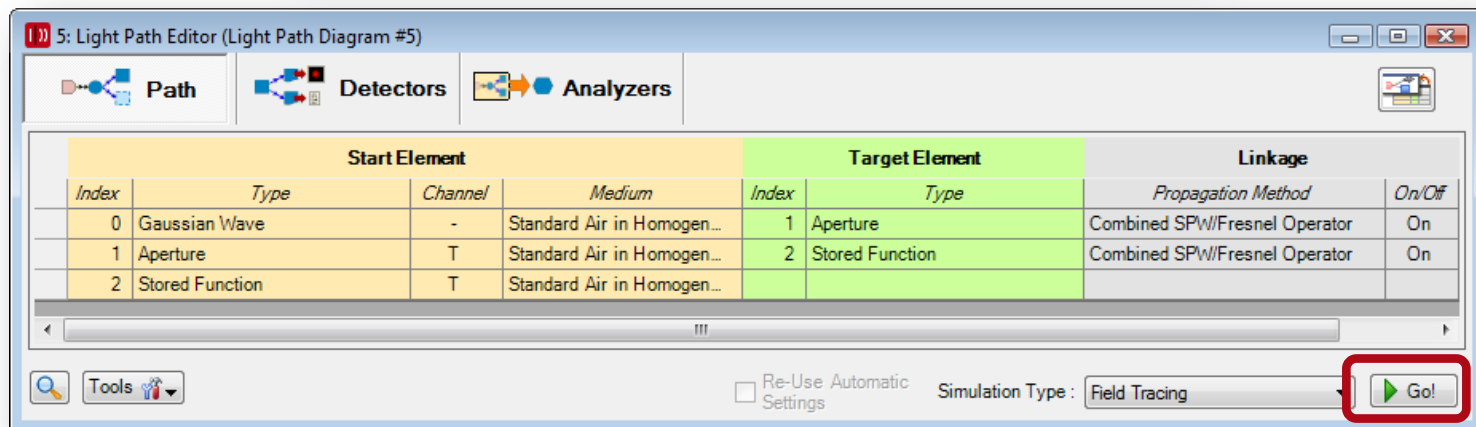 5: Light Path Editor (Light Path Diagram #5)
Path Detectors Analyzers
Start Element Target Element Linkage
Index Type Channel Medium Index Type Propagation Method On/Off
0 Gaussian Wave - Standard Air in Homogen... 1 Aperture Combined SPW/Fresnel Operator On
1 Aperture T Standard Air in Homogen... 2 Stored Function Combined SPW/Fresnel Operator On
2 Stored Function T Standard Air in Homogen...
Tools Re-Use Automatic Settings Simulation Type : Field Tracing Go!